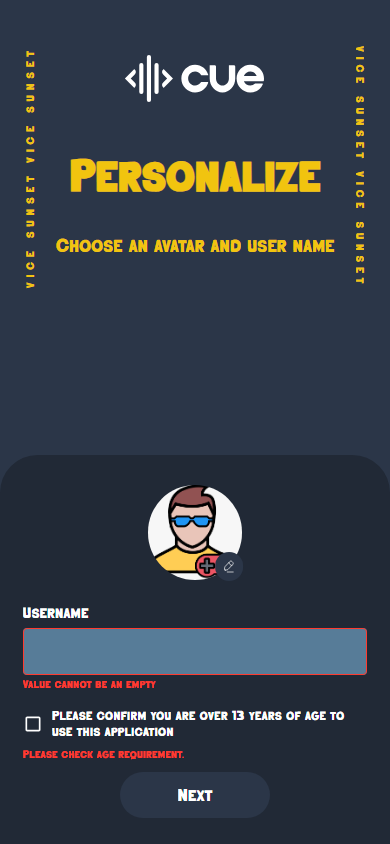 cue
VICE SUNSET VICE SUNSET
VICE SUNSET VICE SUNSET
Personalize
Choose an avatar and user name
Username
Value cannot be an empty
Please confirm you are over 13 years of age to
use this application
Please check age requirement.
Next